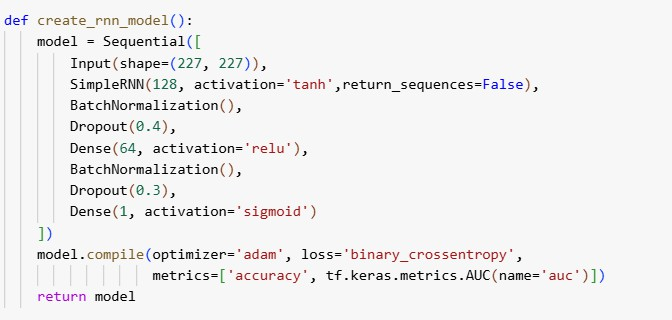 def create_rnn_model():
    model = Sequential([
        Input(shape=(227, 227)),
        SimpleRNN(128, activation='tanh',return_sequences=False),
        BatchNormalization(),
        Dropout(0.4),
        Dense(64, activation='relu'),
        BatchNormalization(),
        Dropout(0.3),
        Dense(1, activation='sigmoid')
    ])
    model.compile(optimizer='adam', loss='binary_crossentropy',
                  metrics=['accuracy', tf.keras.metrics.AUC(name='auc')])
    return model